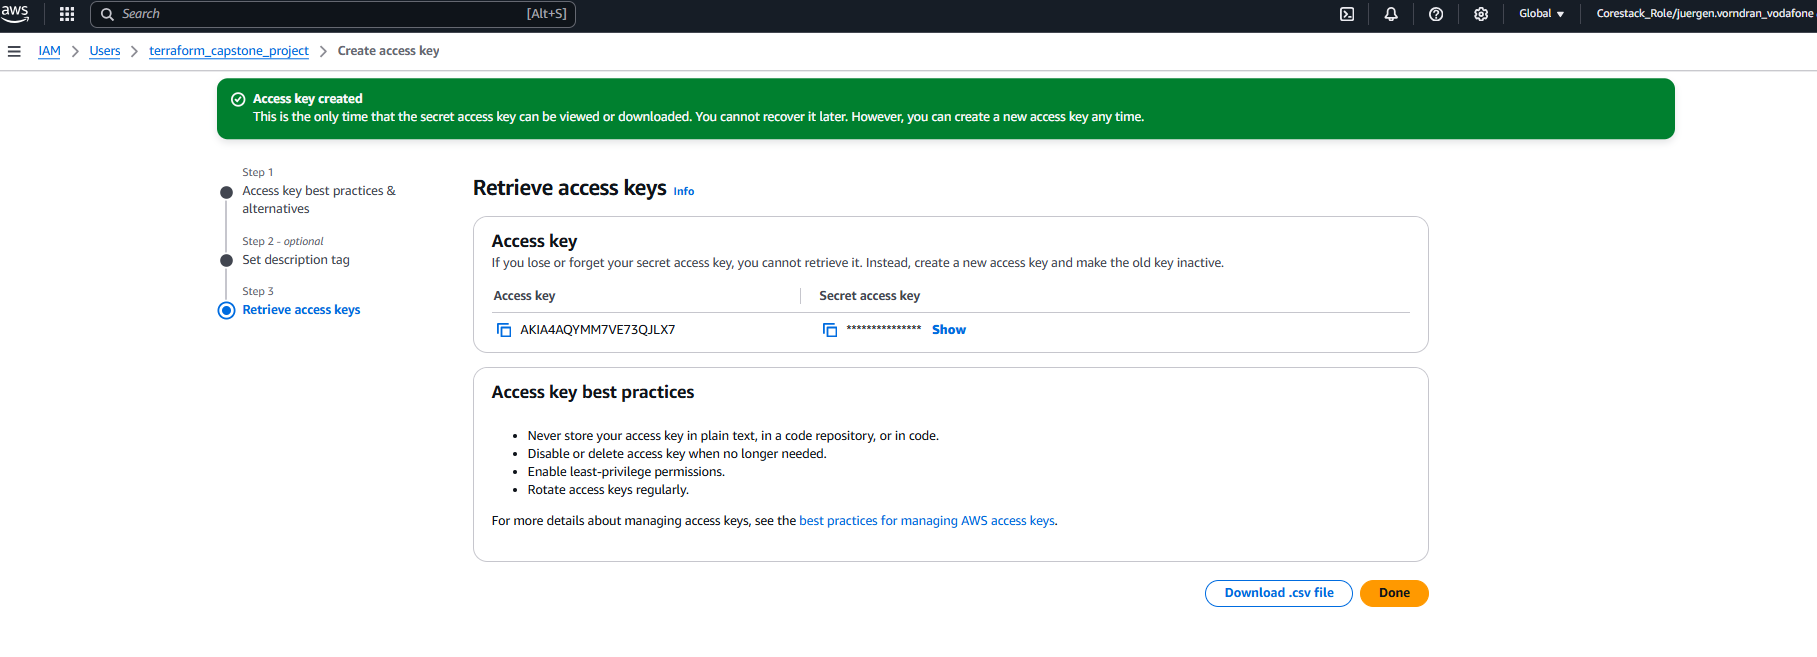 aws
Search [Alt+S]
Global
Corestack_Role/juergen.vorndran_vodafone
IAM > Users > terraform_capstone_project > Create access key
Access key created
This is the only time that the secret access key can be viewed or downloaded. You cannot recover it later. However, you can create a new access key any time.
Step 1
Access key best practices &
alternatives
Step 2 - optional
Set description tag
Step 3
Retrieve access keys
Retrieve access keys Info
Access key
If you lose or forget your secret access key, you cannot retrieve it. Instead, create a new access key and make the old key inactive.
Access key Secret access key
AKIA4AQYMM7VE73QJLX7 *************** Show
Access key best practices
• Never store your access key in plain text, in a code repository, or in code.
• Disable or delete access key when no longer needed.
• Enable least-privilege permissions.
• Rotate access keys regularly.
For more details about managing access keys, see the best practices for managing AWS access keys.
Download .csv file Done